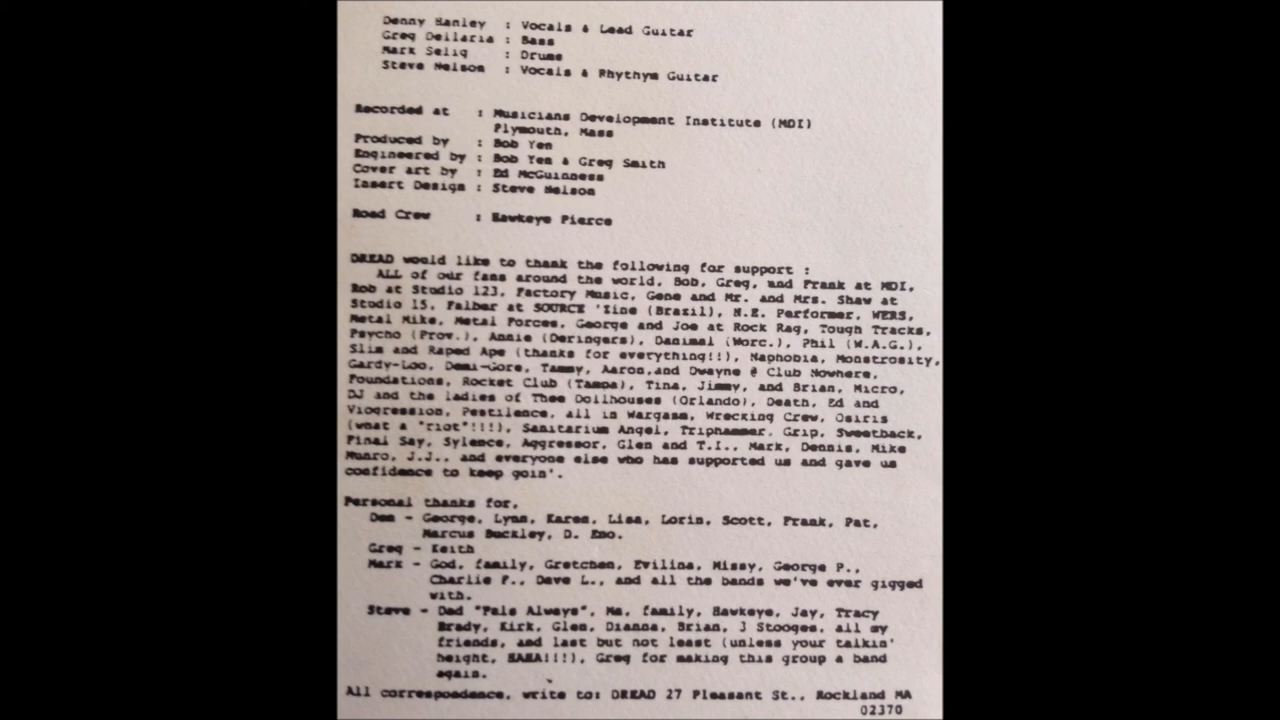 Denny Hanley : Vocals & Lead Guitar
Greg Dellaria : Bass
Mark Selig : Drums
Steve Nelson : Vocals & Rhythym Guitar
Recorded at : Musicians Development Institute (MDI)
Plymouth, Mass
Produced by : Bob Yen
Engineered by : Bob Yen & Greg Smith
Cover art by : Ed McGuinness
Insert Design : Steve Nelson
Road Crew : Hawkeye Pierce
DREAD would like to thank the following for support :
ALL of our fans around the world, Bob, Greg, and Frank at MDI,
Rob at Studio 123, Factory Music, Gene and Mr. and Mrs. Shaw at
Studio 15, Falber at SOURCE 'Zine (Brazil), N.E. Performer, WERS,
Metal Mike, Metal Forces, George and Joe at Rock Rag, Tough Tracks,
Psycho (Prov.), Annie (Deringers), Danimal (Worc.), Phil (W.A.G.),
Slim and Raped Ape (thanks for everything!!), Naphobia, Monstrosity,
Gardy-Loo, Demi-Gore, Tammy, Aaron,and Dwayne @ Club Nowhere,
Foundations, Rocket Club (Tampa), Tina, Jimmy, and Brian, Micro,
DJ and the ladies of Thee Dollhouses (Orlando), Death, Ed and
Viogression, Pestilence, all in Wargasm, Wrecking Crew, Osiris
(what a "riot"!!!), Sanitarium Angel, Triphammer, Grip, Sweetback,
Final Say, Sylence, Aggressor, Glen and T.I., Mark, Dennis, Mike
Munro, J.J., and everyone else who has supported us and gave us
confidence to keep goin'.
Personal thanks for,
Den - George, Lynn, Karen, Lisa, Lorin, Scott, Frank, Pat,
Marcus Buckley, D. Eno.
Greg - Keith
Mark - God, family, Gretchen, Evilina, Missy, George P.,
Charlie P., Dave L., and all the bands we've ever gigged
with.
Steve - Dad "Pals Always", Ma, family, Hawkeye, Jay, Tracy
Brady, Kirk, Glen, Dianna, Brian, 3 Stooges, all my
friends, and last but not least (unless your talkin'
height, HAHA!!!), Greg for making this group a band
again.
All correspodence, write to: DREAD 27 Pleasant St., Rockland MA
02370